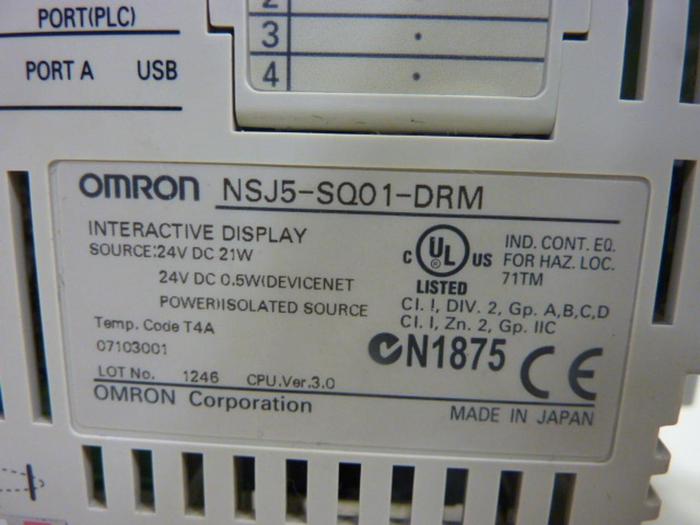 PORT(PLC)
PORT A USB
2
3
4
OMRON NSJ5-SQ01-DRM
INTERACTIVE DISPLAY
SOURCE:24V DC 21W
24V DC 0.5W(DEVICENET
POWER)ISOLATED SOURCE
Temp. Code T4A
07103001
LOT No. 1246 CPU.Ver.3.0
OMRON Corporation
C UL US
LISTED
IND. CONT. EQ.
FOR HAZ. LOC.
71TM
Cl. I, DIV. 2, Gp. A,B,C,D
Cl. I, Zn. 2, Gp. IIC
N1875 CE
MADE IN JAPAN